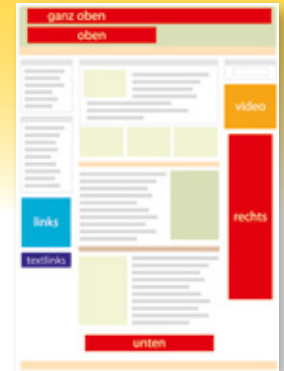 ganz oben
oben
video
links
rechts
textlinks
unten